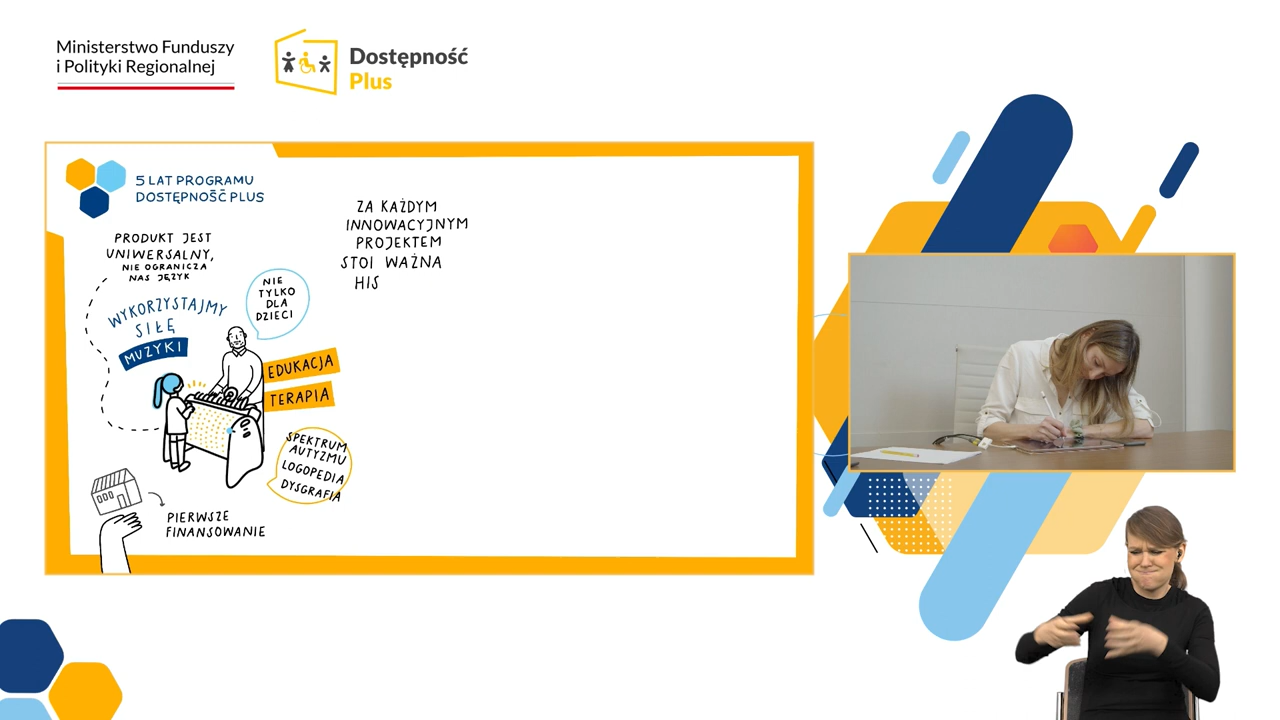 Ministerstwo Funduszy
i Polityki Regionalnej
Dostępność
Plus
5 LAT PROGRAMU
DOSTĘPNOŚĆ PLUS
PRODUKT JEST
UNIWERSALNY,
NIE OGRANICZA
NAS JĘZYK
WYKORZYSTAJMY
SIŁĘ
MUZYKI
NIE
TYLKO
DLA
DZIECI
EDUKACJA
TERAPIA
SPEKTRUM
AUTYZMU
LOGOPEDIA
DYSGRAFIA
PIERWSZE
FINANSOWANIE
ZA KAŻDYM
INNOWACYJNYM
PROJEKTEM
STOI WAŻNA
HIS